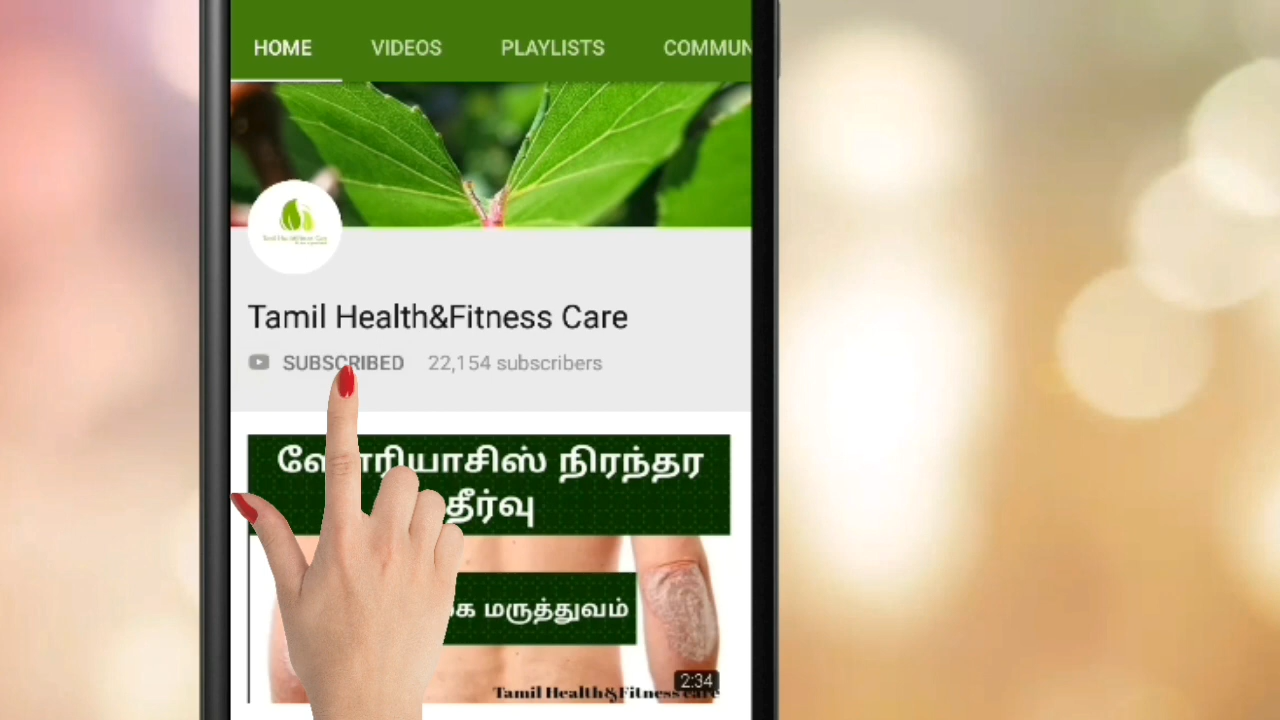 HOME VIDEOS PLAYLISTS COMMUN
Tamil Health&Fitness Care
SUBSCRIBED 22,154 subscribers
நிரந்தர
தீர்வு
மருத்துவம்
2:34
Tamil Health&Fitness care